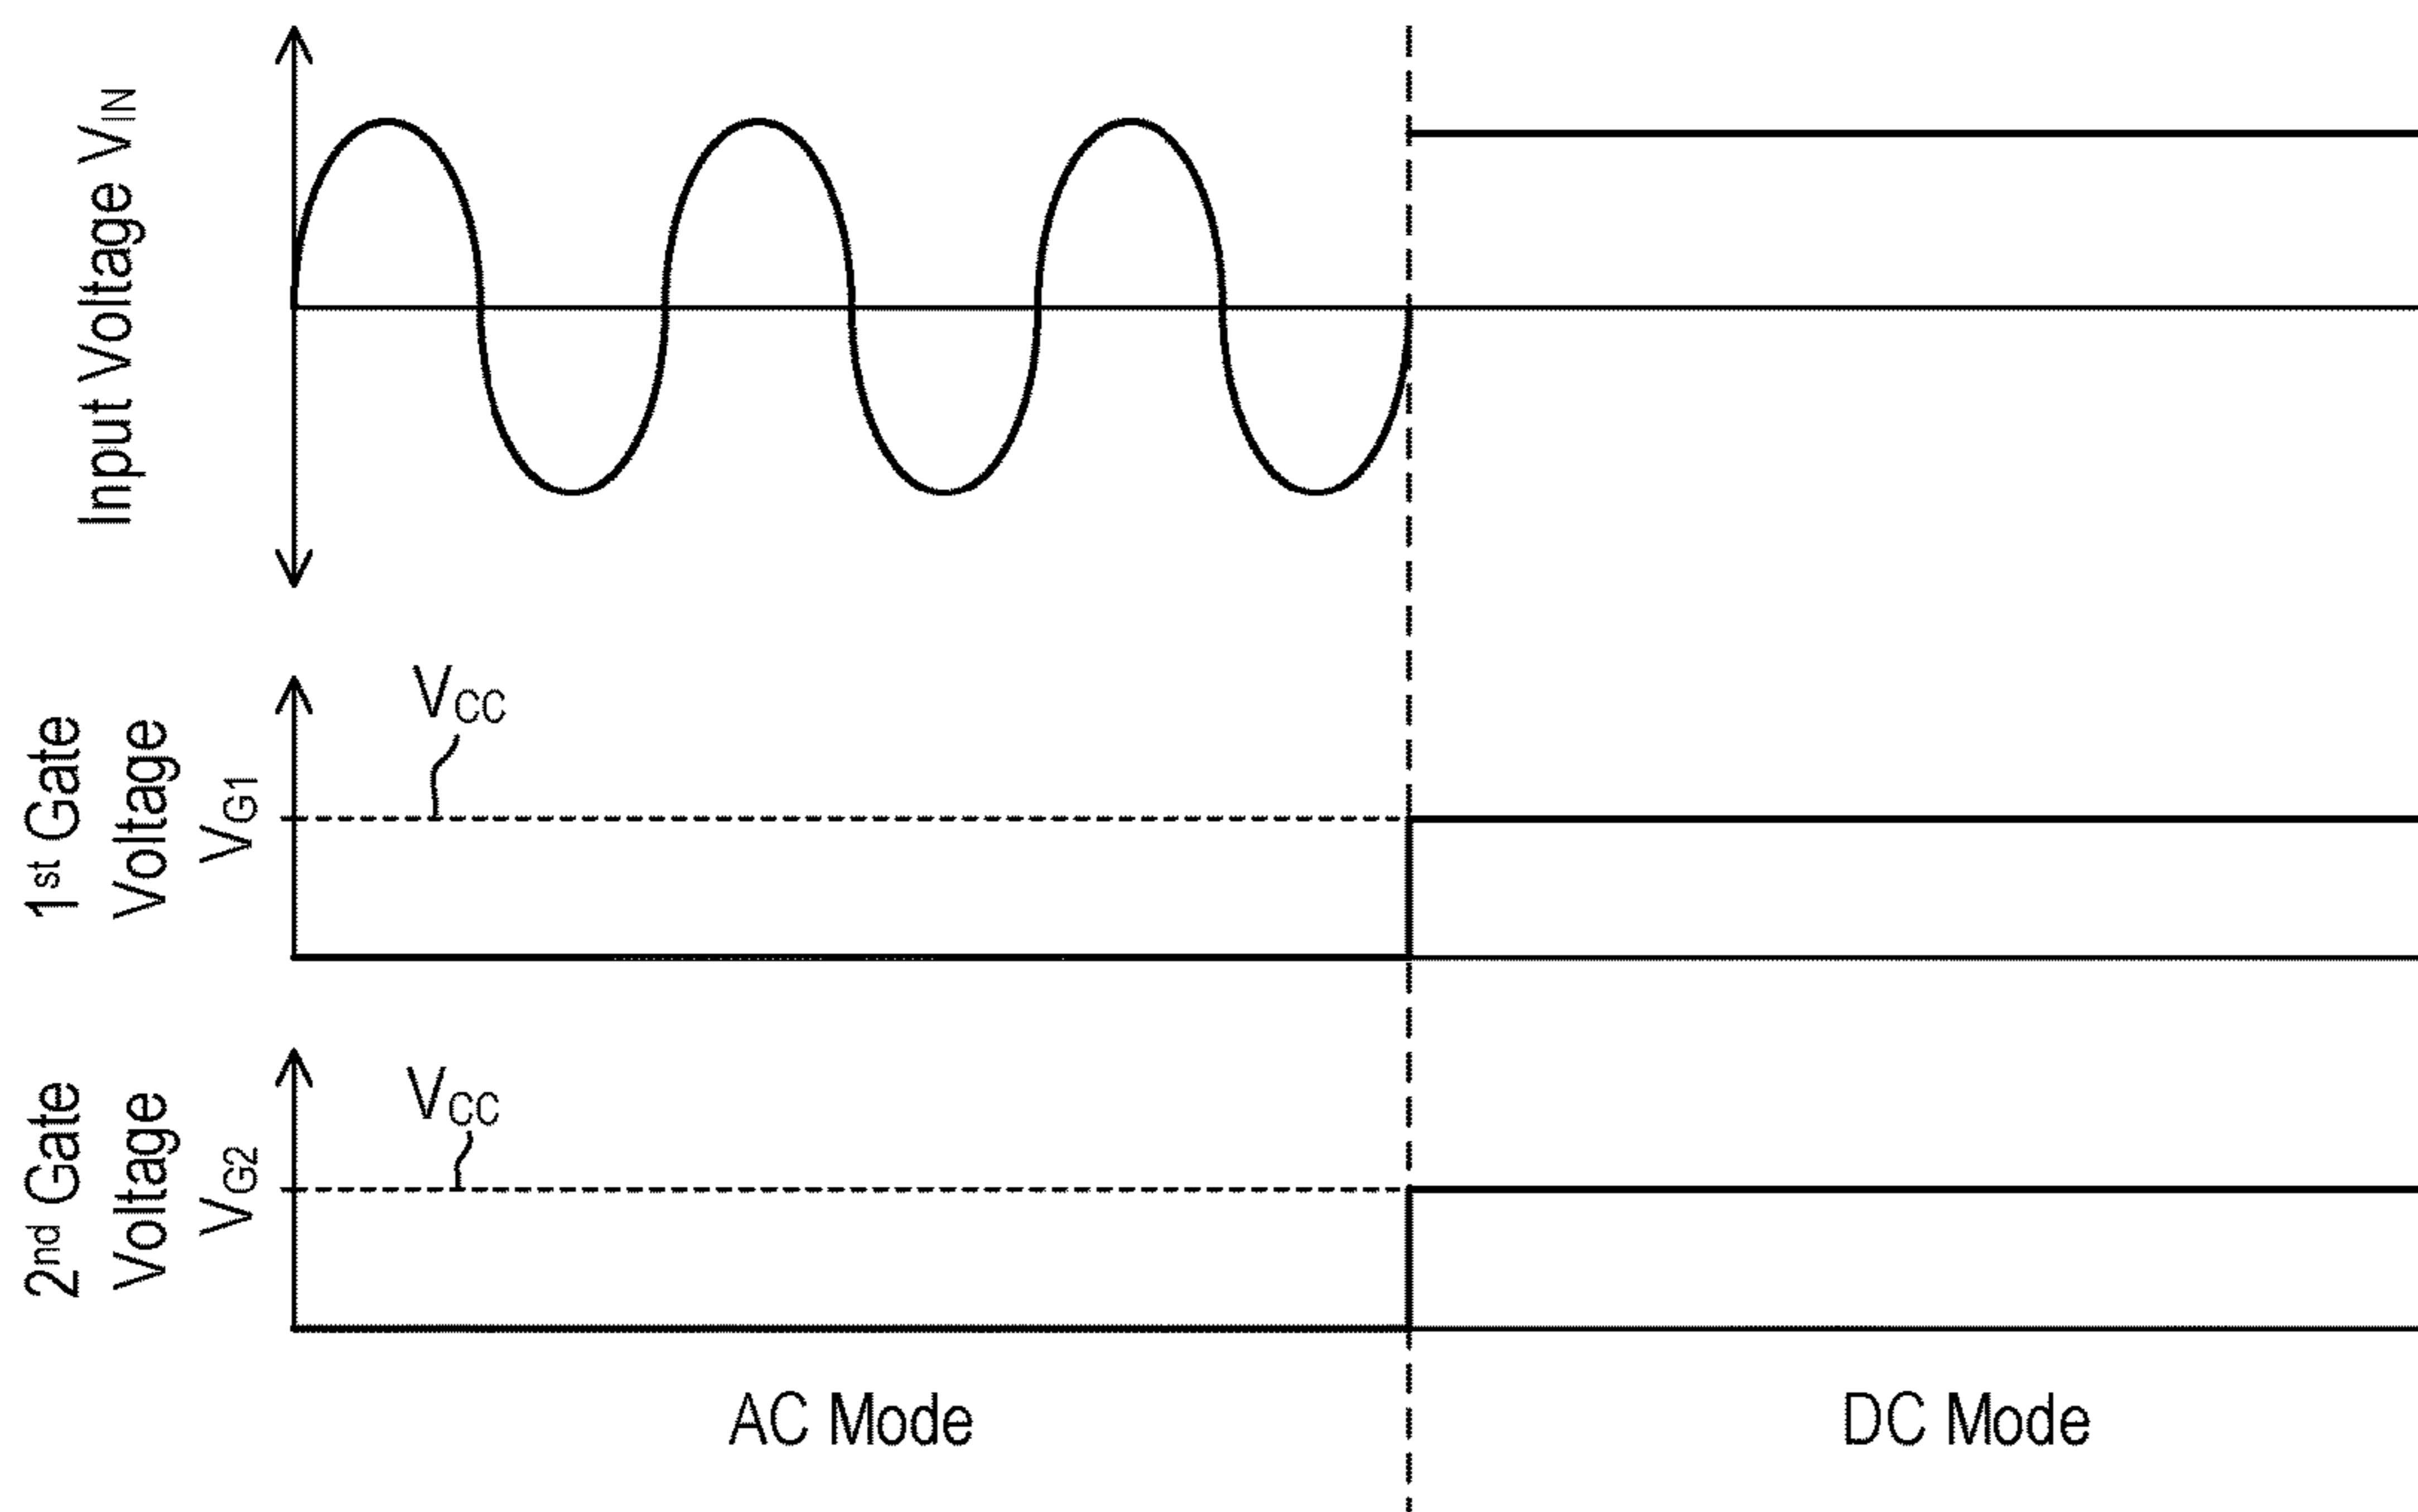 Input Voltage VIN
VCC
1st Gate
Voltage
VG1
VCC
2nd Gate
Voltage
VG2
AC Mode
DC Mode